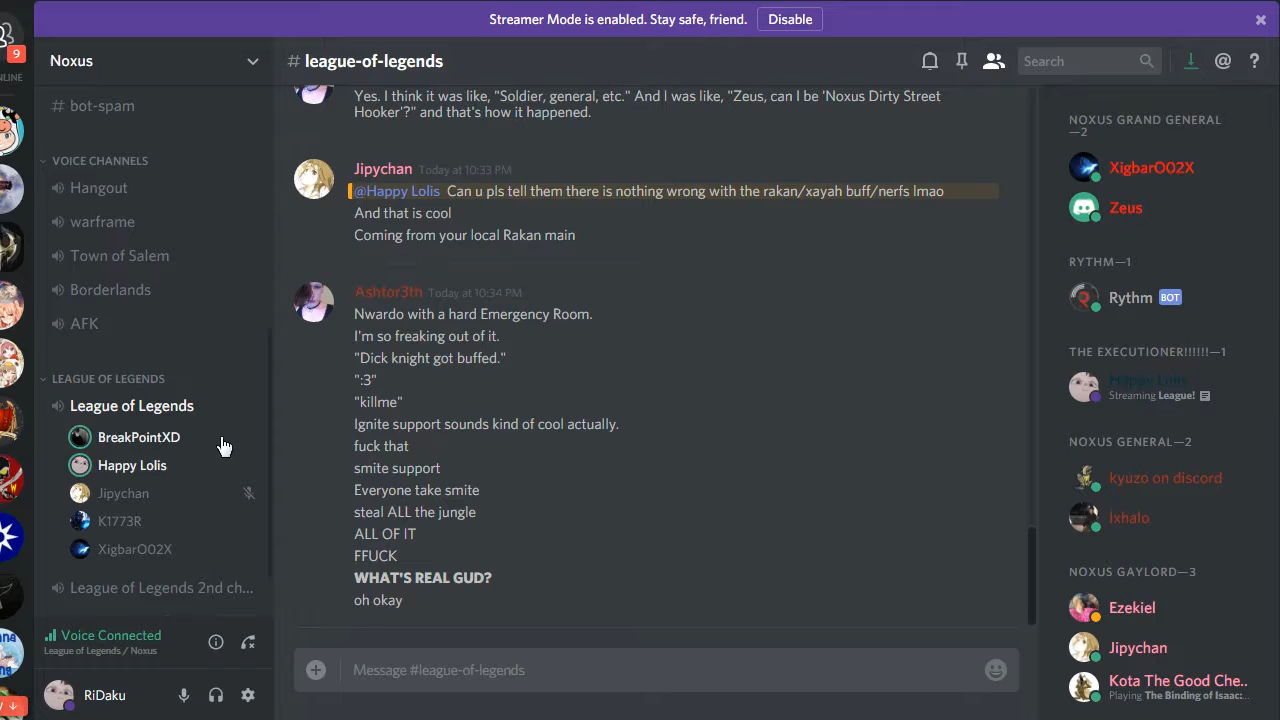 Streamer Mode is enabled. Stay safe, friend. Disable
9
Noxus
# league-of-legends
Search
# bot-spam
VOICE CHANNELS
Hangout
warframe
Town of Salem
Borderlands
AFK
LEAGUE OF LEGENDS
League of Legends
BreakPointXD
Happy Lolis
Jipychan
K1773R
XigbarO02X
League of Legends 2nd ch...
Voice Connected
League of Legends / Noxus
RiDaku
Yes. I think it was like, "Soldier, general, etc." And I was like, "Zeus, can I be 'Noxus Dirty Street
Hooker'?" and that's how it happened.
Jipychan Today at 10:33 PM
@Happy Lolis Can u pls tell them there is nothing wrong with the rakan/xayah buff/nerfs lmao
And that is cool
Coming from your local Rakan main
Ashtor3th Today at 10:34 PM
Nwardo with a hard Emergency Room.
I'm so freaking out of it.
"Dick knight got buffed."
":3"
"killme"
Ignite support sounds kind of cool actually.
fuck that
smite support
Everyone take smite
steal ALL the jungle
ALL OF IT
FFUCK
WHAT'S REAL GUD?
oh okay
Message #league-of-legends
NOXUS GRAND GENERAL
—2
XigbarO02X
Zeus
RYTHM—1
Rythm BOT
THE EXECUTIONER!!!!!!—1
Happy Lolis
Streaming League!
NOXUS GENERAL—2
kyuzo on discord
İxhalo
NOXUS GAYLORD—3
Ezekiel
Jipychan
Kota The Good Che..
Playing The Binding of Isaac:...